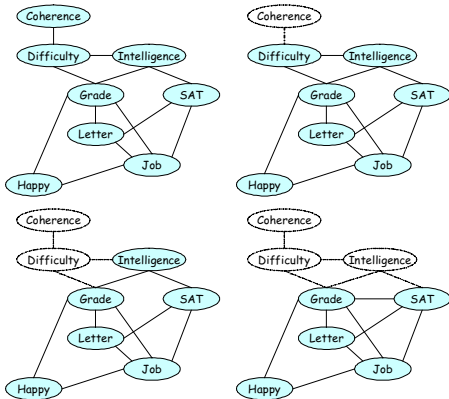 Coherence
Difficulty Intelligence
Grade SAT
Letter
Job
Happy
Coherence
Difficulty Intelligence
Grade SAT
Letter
Job
Happy
Coherence
Difficulty Intelligence
Grade SAT
Letter
Job
Happy
Coherence
Difficulty Intelligence
Grade SAT
Letter
Job
Happy